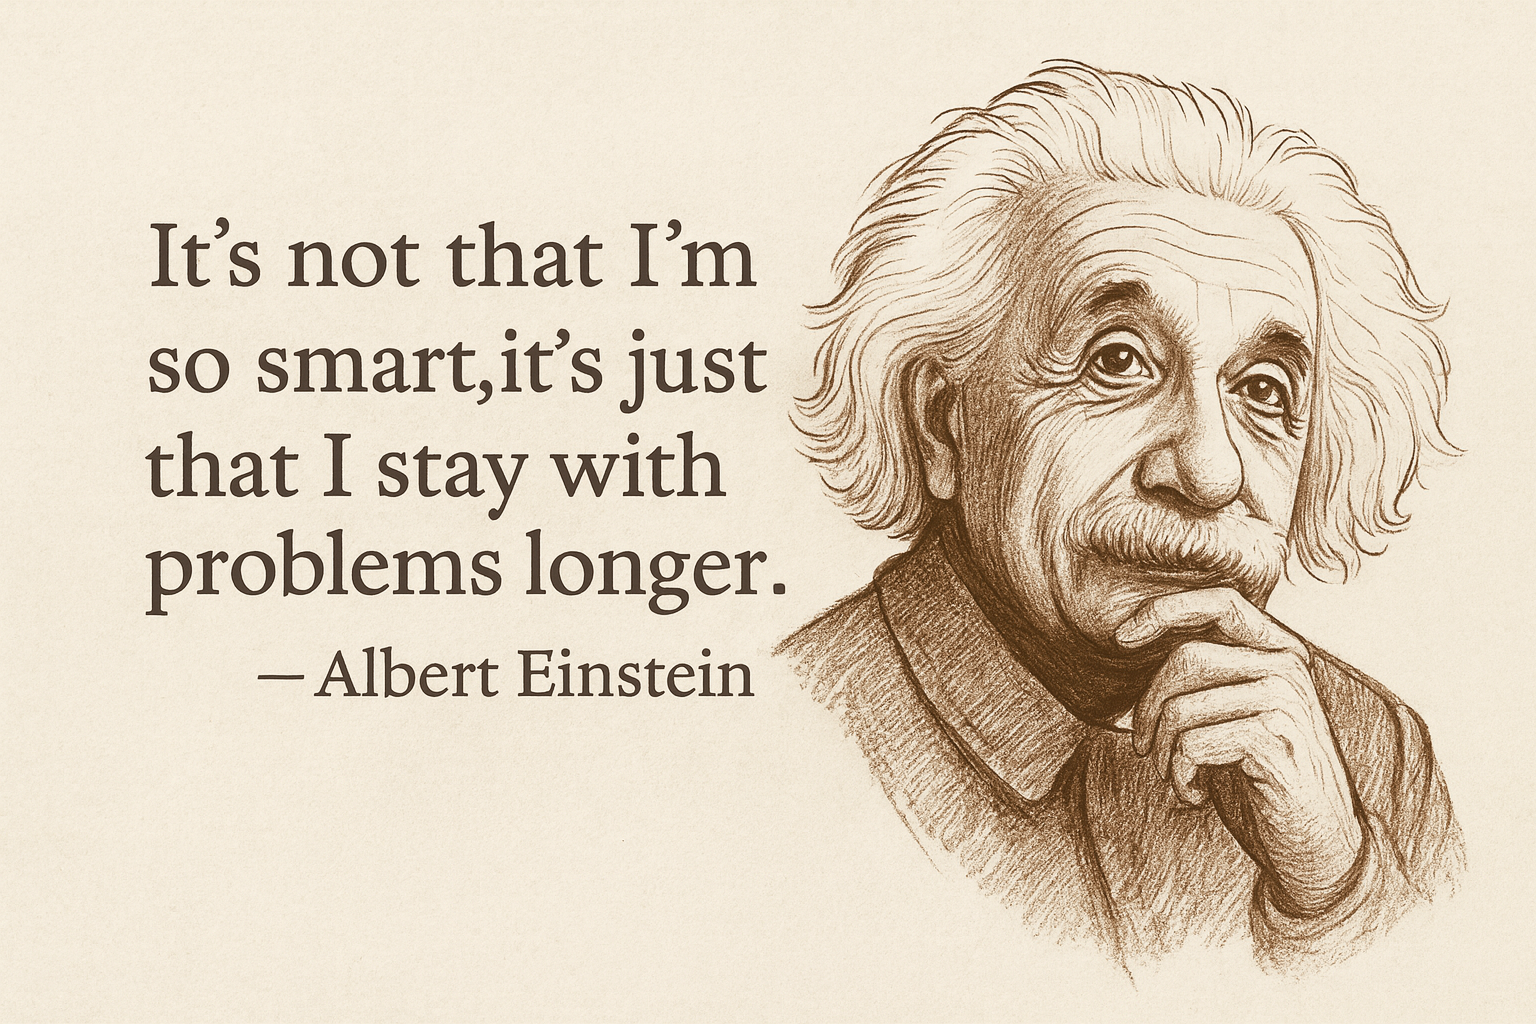 It’s not that I’m
so smart,it’s just
that I stay with
problems longer.
—Albert Einstein